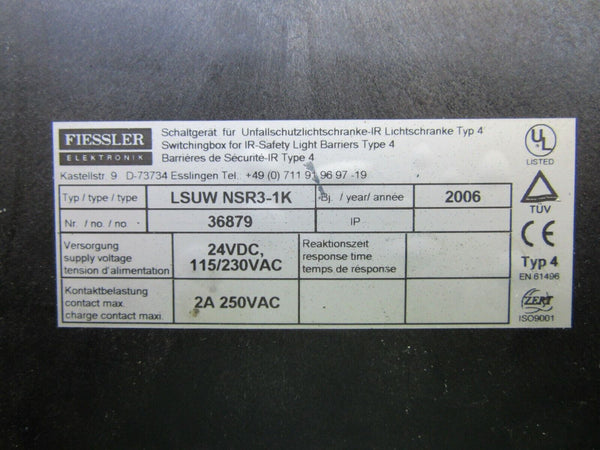 FIESSLER
ELEKTRONIK
Schaltgerät für Unfallschutzlichtschranke-IR Lichtschranke Typ 4
Switchingbox for IR-Safety Light Barriers Type 4
Barrières de Sécurité-IR Type 4
Kastellstr 9 D-73734 Esslingen Tel.. +49 (0) 711 9 96 97 -19
Typ / type / type LSUW NSR3-1K Bj. / year/ année 2006
Nr. / no. / no 36879 IP
Versorgung
supply voltage
tension d'alimentation
24VDC,
115/230VAC
Reaktionszeit
response time
temps de résponse
Kontaktbelastung
contact max.
charge contact maxi.
2A 250VAC
UL
LISTED
TÜV
CE
Typ 4
EN 61496
ZERT
ISO9001